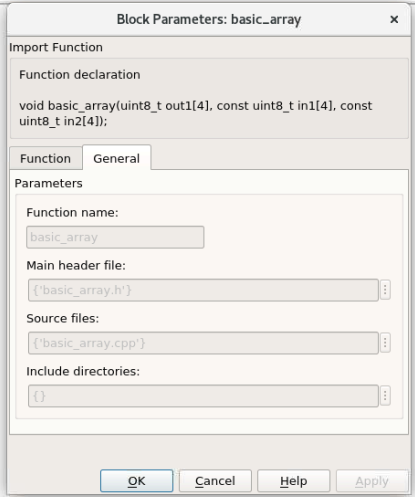 Block Parameters: basic_array
×
Import Function
Function declaration
void basic_array(uint8_t out1[4], const uint8_t in1[4], const
uint8_t in2[4]);
Function General
Parameters
Function name:
basic_array
Main header file:
{'basic_array.h'}
Source files:
{'basic_array.cpp'}
Include directories:
{}
OK Cancel Help Apply